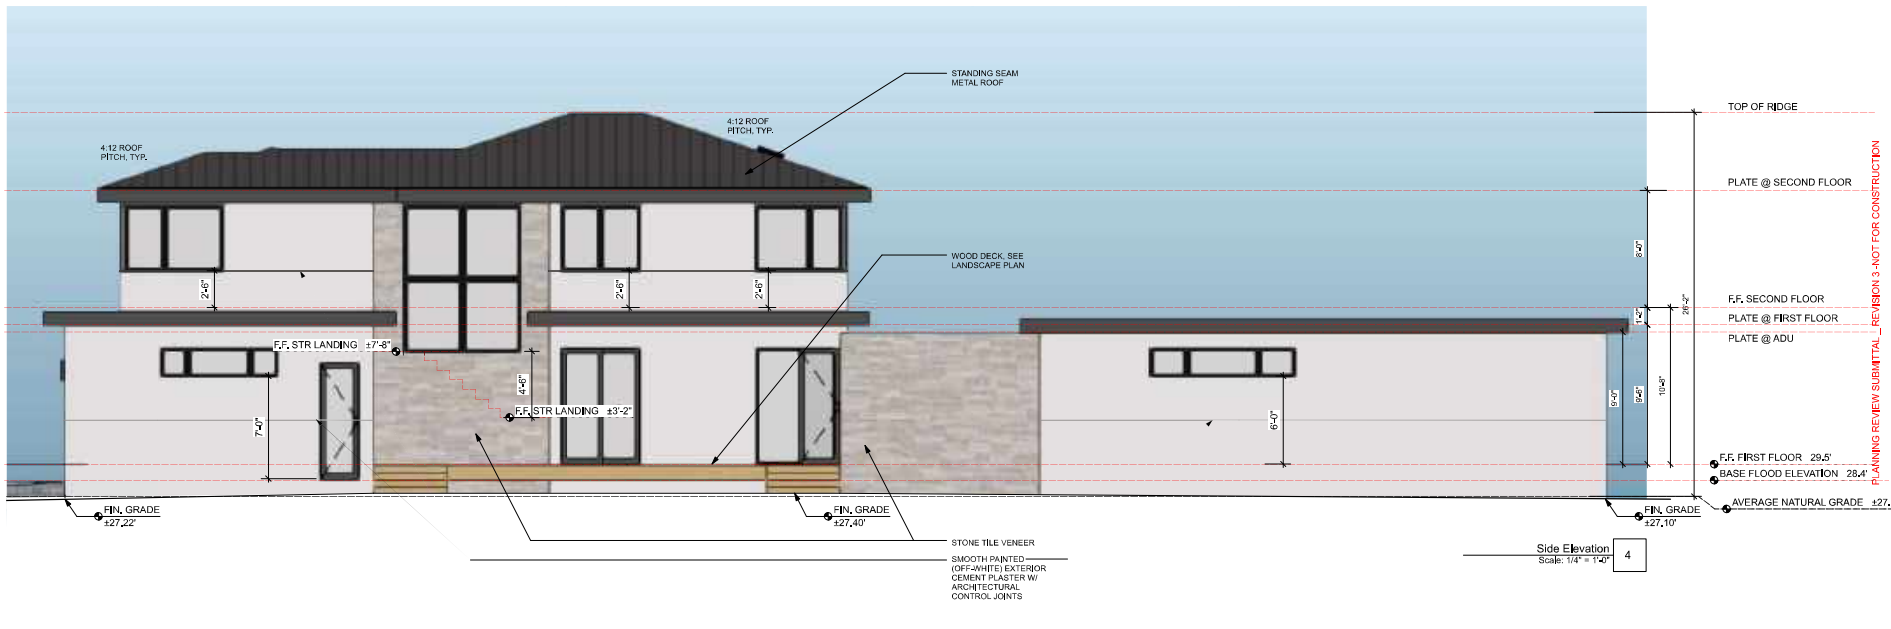 STANDING SEAM
METAL ROOF
TOP OF RIDGE
4:12 ROOF
PITCH, TYP.
4:12 ROOF
PITCH, TYP.
PLATE @ SECOND FLOOR
WOOD DECK, SEE
LANDSCAPE PLAN
8'-0"
2'-6"
2'-6"
2'-6"
26'-2"
F.F. SECOND FLOOR
1'-2"
PLATE @ FIRST FLOOR
PLATE @ ADU
F.F. STR LANDING ±7'-8"
4'-6"
F.F. STR LANDING ±3'-2"
7'-0"
6'-0"
9'-0"
9'-6"
10'-8"
F.F. FIRST FLOOR 29.5'
BASE FLOOD ELEVATION 28.4'
AVERAGE NATURAL GRADE ±27.
FIN. GRADE
±27.22'
FIN. GRADE
±27.40'
FIN. GRADE
±27.10'
STONE TILE VENEER
SMOOTH PAINTED
(OFF-WHITE) EXTERIOR
CEMENT PLASTER W/
ARCHITECTURAL
CONTROL JOINTS
Side Elevation
Scale: 1/4" = 1'-0"
4
PLANNING REVIEW SUBMITTAL_ REVISION 3 -NOT FOR CONSTRUCTION